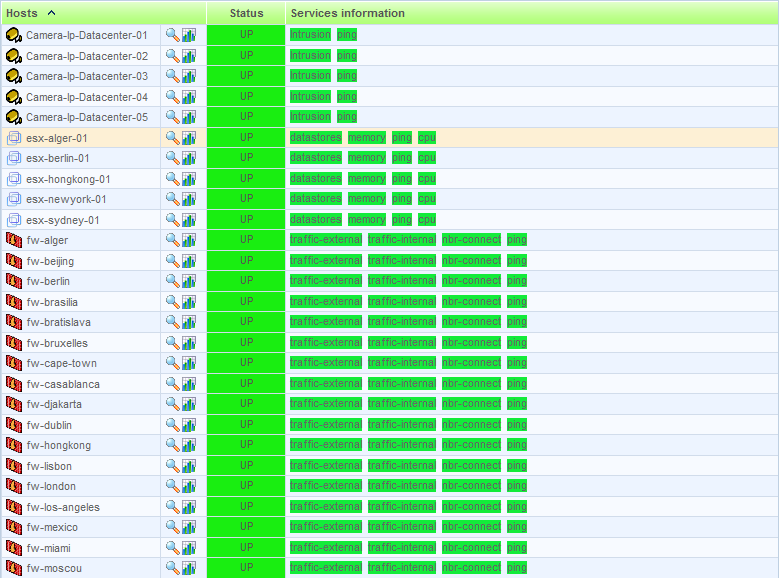 Hosts Status Services information
Camera-Ip-Datacenter-01 UP Intrusion ping
Camera-Ip-Datacenter-02 UP Intrusion ping
Camera-Ip-Datacenter-03 UP Intrusion ping
Camera-Ip-Datacenter-04 UP Intrusion ping
Camera-Ip-Datacenter-05 UP Intrusion ping
esx-alger-01 UP datastores memory ping cpu
esx-berlin-01 UP datastores memory ping cpu
esx-hongkong-01 UP datastores memory ping cpu
esx-newyork-01 UP datastores memory ping cpu
esx-sydney-01 UP datastores memory ping cpu
fw-alger UP traffic-external traffic-internal nbr-connect ping
fw-beijing UP traffic-external traffic-internal nbr-connect ping
fw-berlin UP traffic-external traffic-internal nbr-connect ping
fw-brasilia UP traffic-external traffic-internal nbr-connect ping
fw-bratislava UP traffic-external traffic-internal nbr-connect ping
fw-bruxelles UP traffic-external traffic-internal nbr-connect ping
fw-cape-town UP traffic-external traffic-internal nbr-connect ping
fw-casablanca UP traffic-external traffic-internal nbr-connect ping
fw-djakarta UP traffic-external traffic-internal nbr-connect ping
fw-dublin UP traffic-external traffic-internal nbr-connect ping
fw-hongkong UP traffic-external traffic-internal nbr-connect ping
fw-lisbon UP traffic-external traffic-internal nbr-connect ping
fw-london UP traffic-external traffic-internal nbr-connect ping
fw-los-angeles UP traffic-external traffic-internal nbr-connect ping
fw-mexico UP traffic-external traffic-internal nbr-connect ping
fw-miami UP traffic-external traffic-internal nbr-connect ping
fw-moscou UP traffic-external traffic-internal nbr-connect ping